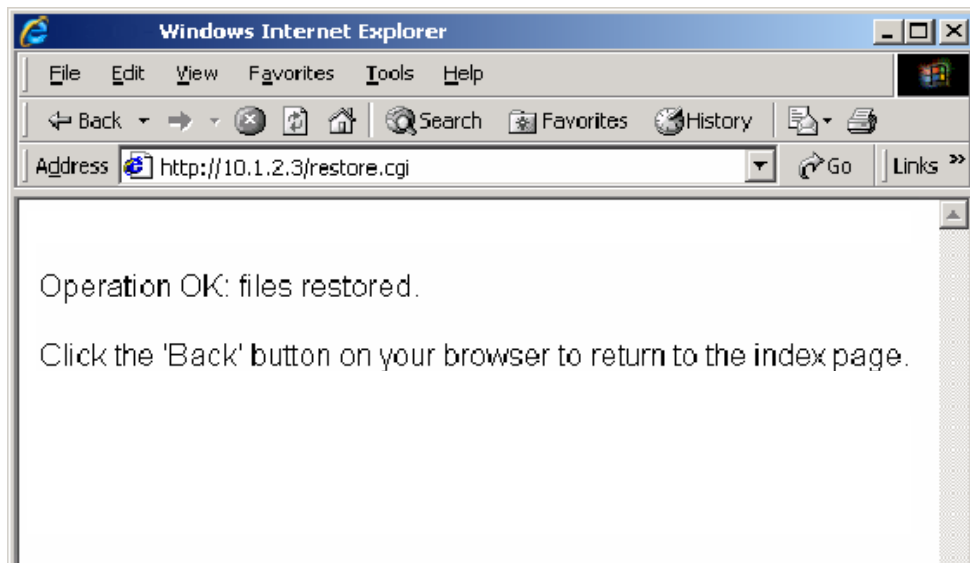 Windows Internet Explorer
File Edit View Favorites Tools Help
Back Search Favorites History
Address http://10.1.2.3/restore.cgi Go Links »
Operation OK: files restored.
Click the 'Back' button on your browser to return to the index page.